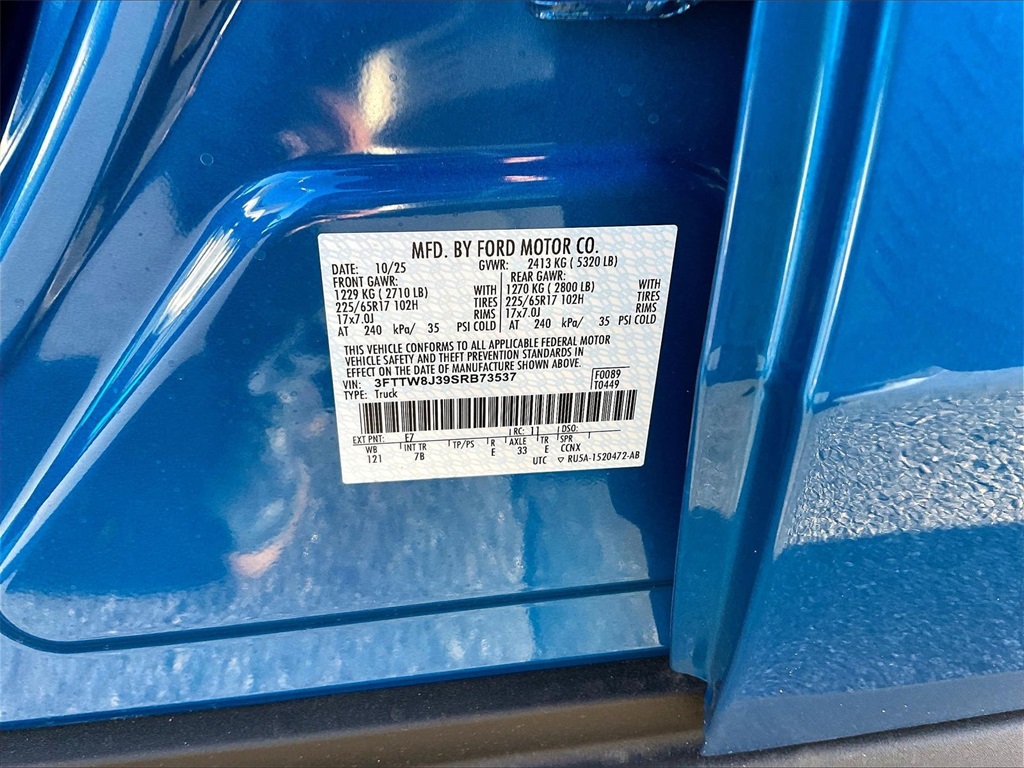 MFD. BY FORD MOTOR CO.
DATE: 10/25 GVWR: 2413 KG ( 5320 LB)
FRONT GAWR: REAR GAWR:
1229 KG ( 2710 LB) WITH 1270 KG ( 2800 LB) WITH
225/65R17 102H TIRES 225/65R17 102H TIRES
17x7.0J RIMS 17x7.0J RIMS
AT 240 kPa/ 35 PSI COLD AT 240 kPa/ 35 PSI COLD
THIS VEHICLE CONFORMS TO ALL APPLICABLE FEDERAL MOTOR
VEHICLE SAFETY AND THEFT PREVENTION STANDARDS IN
EFFECT ON THE DATE OF MANUFACTURE SHOWN ABOVE.
VIN: 3FTTW8J39SRB73537 F0089
TYPE: Truck T0449
EXT PNT: E7 RC: 11 DSO:
WB INT TR TP/PS R AXLE TR SPR
121 7B E 33 E CCNX
UTC ▽ RU5A-1520472-AB